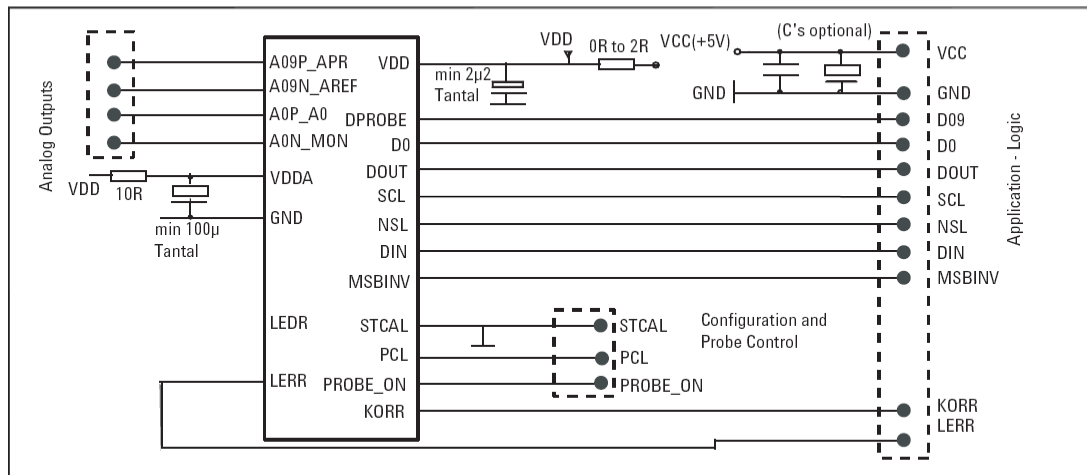 Analog Outputs
A09P_APR
A09N_AREF
A0P_A0
A0N_MON
VDD
10R
VDDA
GND
min 100µ
Tantal
LEDR
LERR
VDD
DPROBE
D0
DOUT
SCL
NSL
DIN
MSBINV
STCAL
PCL
PROBE_ON
KORR
min 2µ2
Tantal
VDD
0R to 2R
VCC(+5V)
(C's optional)
GND
STCAL
PCL
PROBE_ON
Configuration and
Probe Control
VCC
GND
D09
D0
DOUT
SCL
NSL
DIN
MSBINV
KORR
LERR
Application - Logic